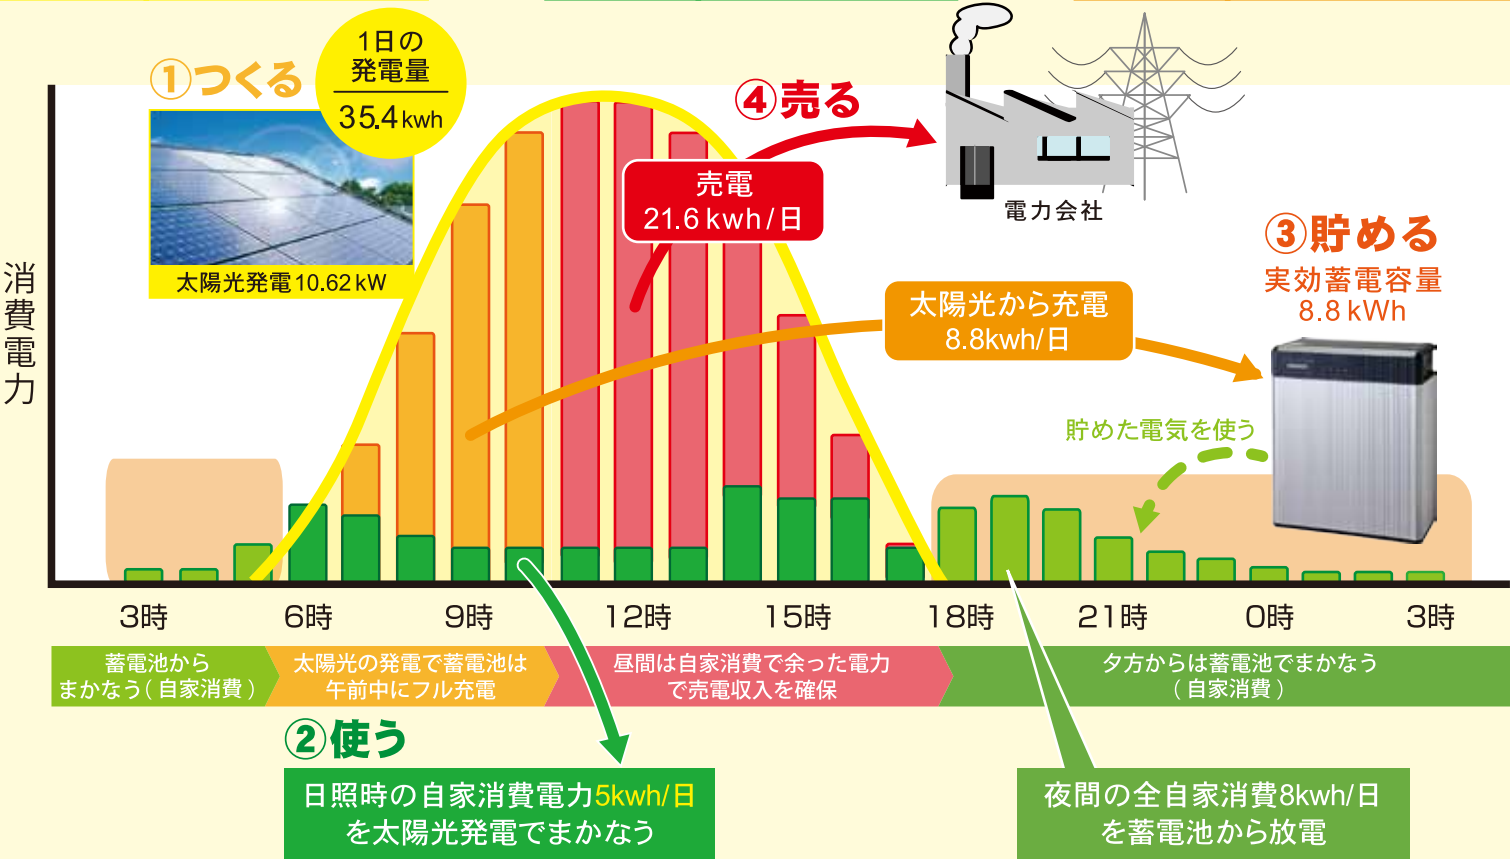 ①つくる
1日の
発電量
35.4kwh
太陽光発電10.62kW
④売る
売電
21.6kwh/日
電力会社
③貯める
実効蓄電容量
8.8kWh
太陽光から充電
8.8kwh/日
貯めた電気を使う
消費電力
3時 6時 9時 12時 15時 18時 21時 0時 3時
蓄電池から
まかなう(自家消費)
太陽光の発電で蓄電池は
午前中にフル充電
昼間は自家消費で余った電力
で売電収入を確保
夕方からは蓄電池でまかなう
(自家消費)
②使う
日照時の自家消費電力5kwh/日
を太陽光発電でまかなう
夜間の全自家消費8kwh/日
を蓄電池から放電